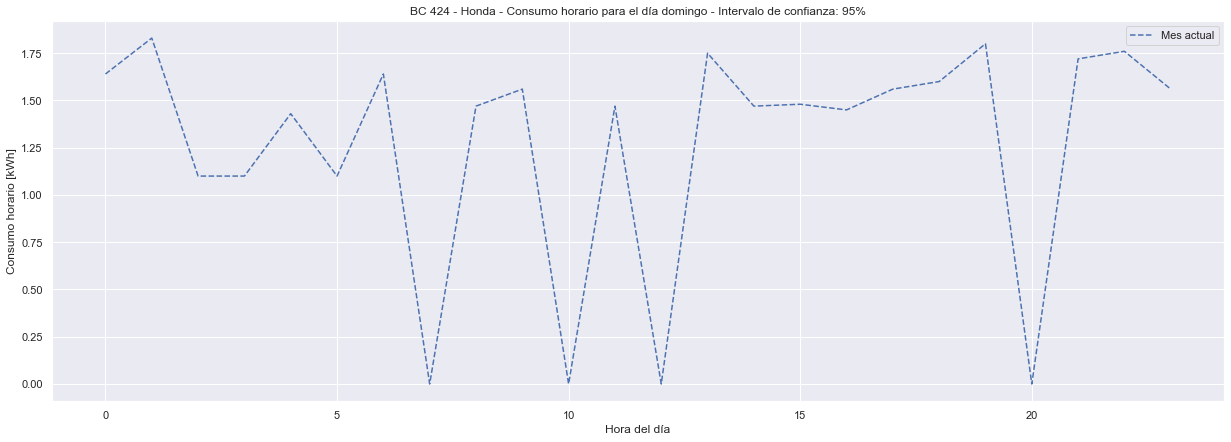 BC 424 - Honda - Consumo horario para el día domingo - Intervalo de confianza: 95%
Mes actual
Consumo horario [kWh]
1.75
1.50
1.25
1.00
0.75
0.50
0.25
0.00
0 5 10 15 20
Hora del día